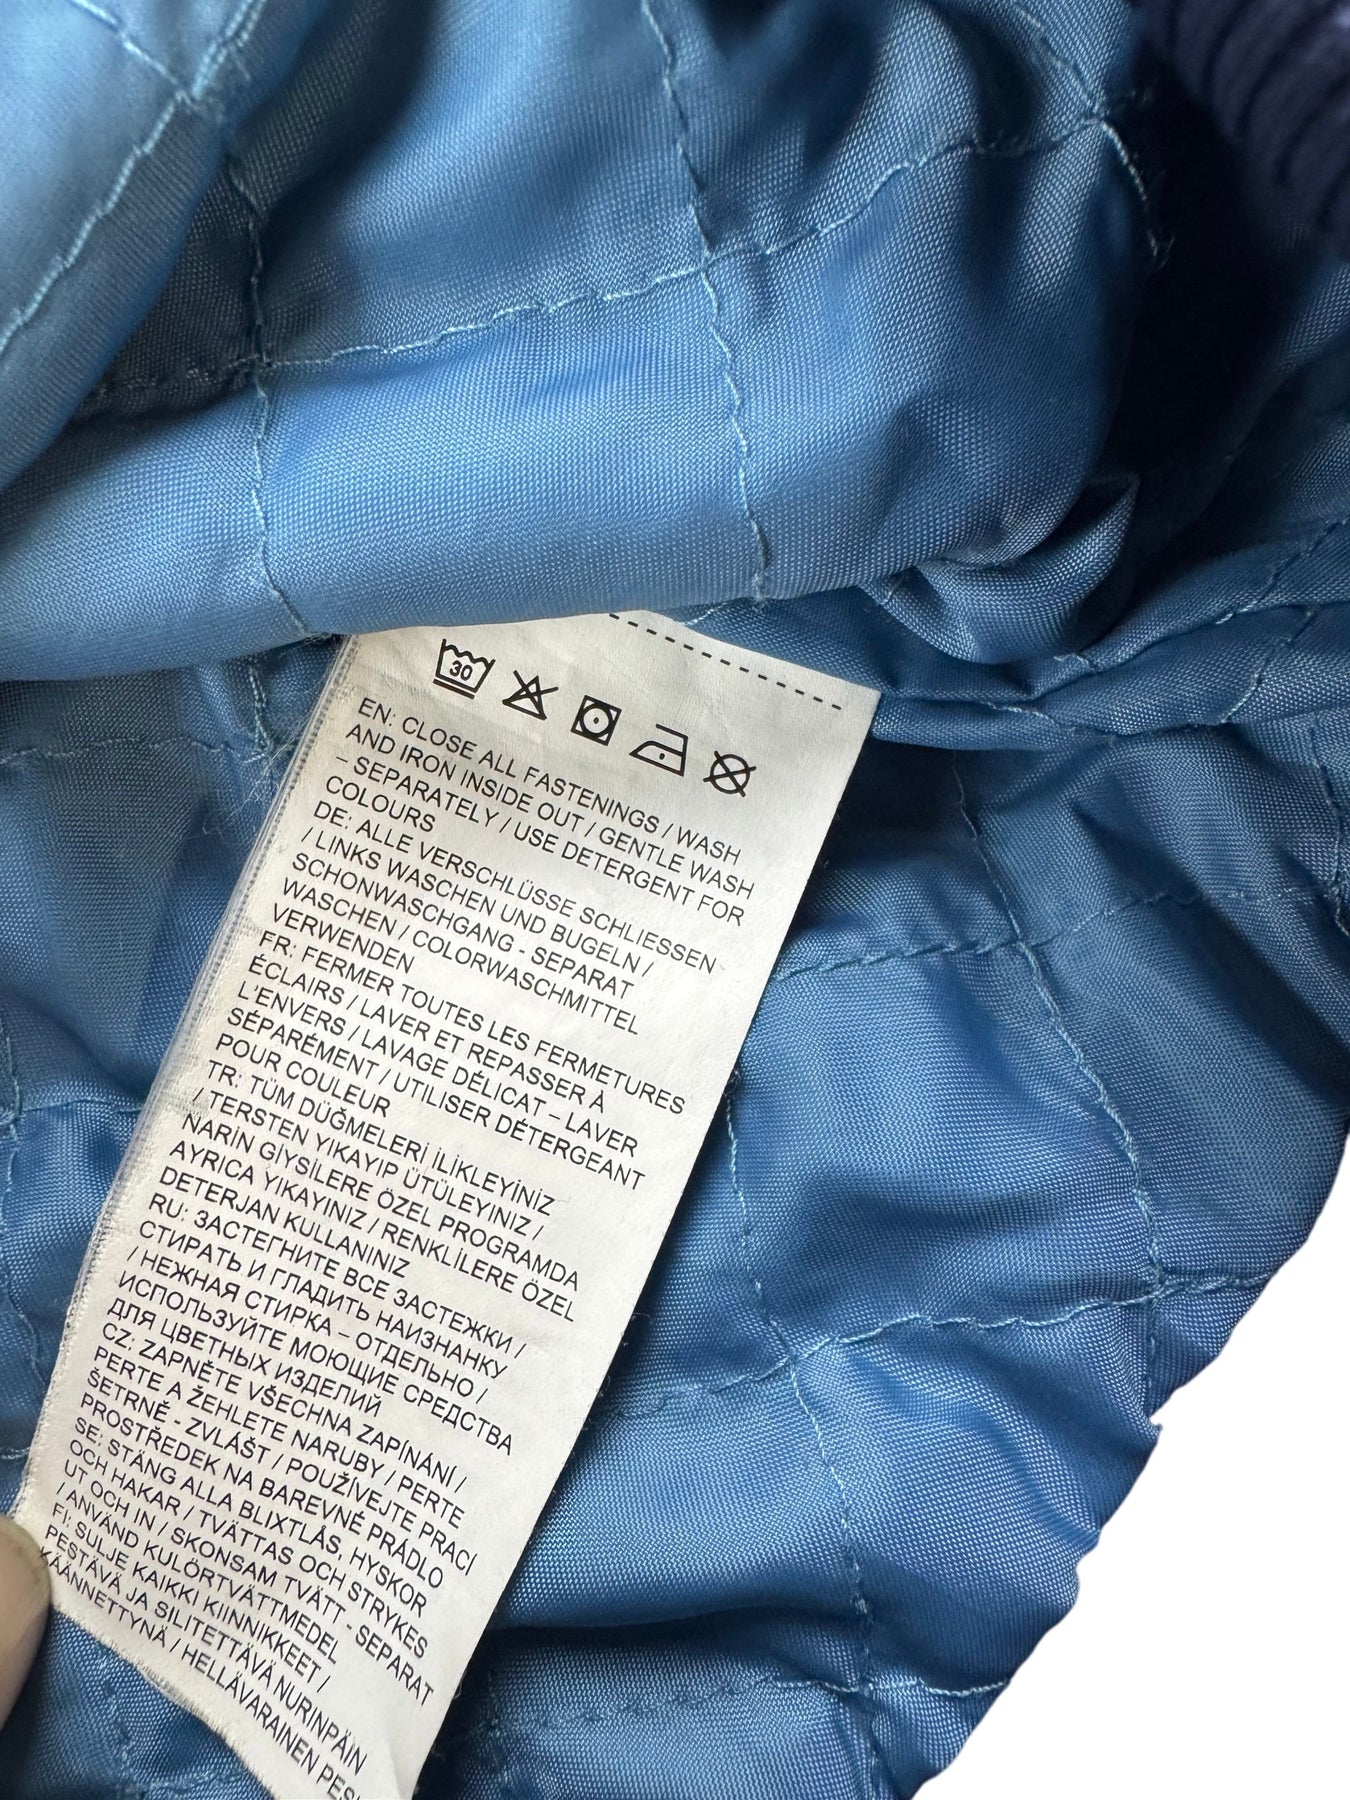 30
EN: CLOSE ALL FASTENINGS / WASH
AND IRON INSIDE OUT / GENTLE WASH
– SEPARATELY / USE DETERGENT FOR
COLOURS
DE: ALLE VERSCHLÜSSE SCHLIESSEN
/ LINKS WASCHEN UND BUGELN /
SCHONWASCHGANG - SEPARAT
WASCHEN / COLORWASCHMITTEL
VERWENDEN
FR: FERMER TOUTES LES FERMETURES
ÉCLAIRS / LAVER ET REPASSER À
L'ENVERS / LAVAGE DÉLICAT – LAVER
SÉPARÉMENT / UTILISER DÉTERGEANT
POUR COULEUR
TR: TÜM DÜĞMELERİ İLİKLEYİNİZ
/ TERSTEN YIKAYIP ÜTÜLEYINIZ /
NARİN GİYSİLERE ÖZEL PROGRAMDA
AYRICA YIKAYINIZ / RENKLİLERE ÖZEL
DETERJAN KULLANINIZ
RU: ЗАСТЕГНИТЕ ВСЕ ЗАСТЕЖКИ /
СТИРАТЬ И ГЛАДИТЬ НАИЗНАНКУ
/ НЕЖНАЯ СТИРКА – ОТДЕЛЬНО /
ИСПОЛЬЗУЙТЕ МОЮЩИЕ СРЕДСТВА
ДЛЯ ЦВЕТНЫХ ИЗДЕЛИЙ
CZ: ZAPNĚTE VŠECHNA ZAPÍNÁNÍ /
PERTE A ŽEHLETE NARUBY / PERTE
ŠETRNĚ - ZVLÁŠT / POUŽÍVEJTE PRACÍ
PROSTŘEDEK NA BAREVNÉ PRÁDLO
SE: STÄNG ALLA BLIXTLÅS, HYSKOR
OCH HAKAR / TVÄTTAS OCH STRYKES
UT OCH IN / SKONSAM TVÄTT - SEPARAT
/ ANVÄND KULÖRTVÄTTMEDEL
FI: SULJE KAIKKI KIINNIKKEET /
PESTÄVÄ JA SILITETTÄVÄ NURINPÄIN
KÄÄNNETTYNÄ / HELLÄVARAINEN